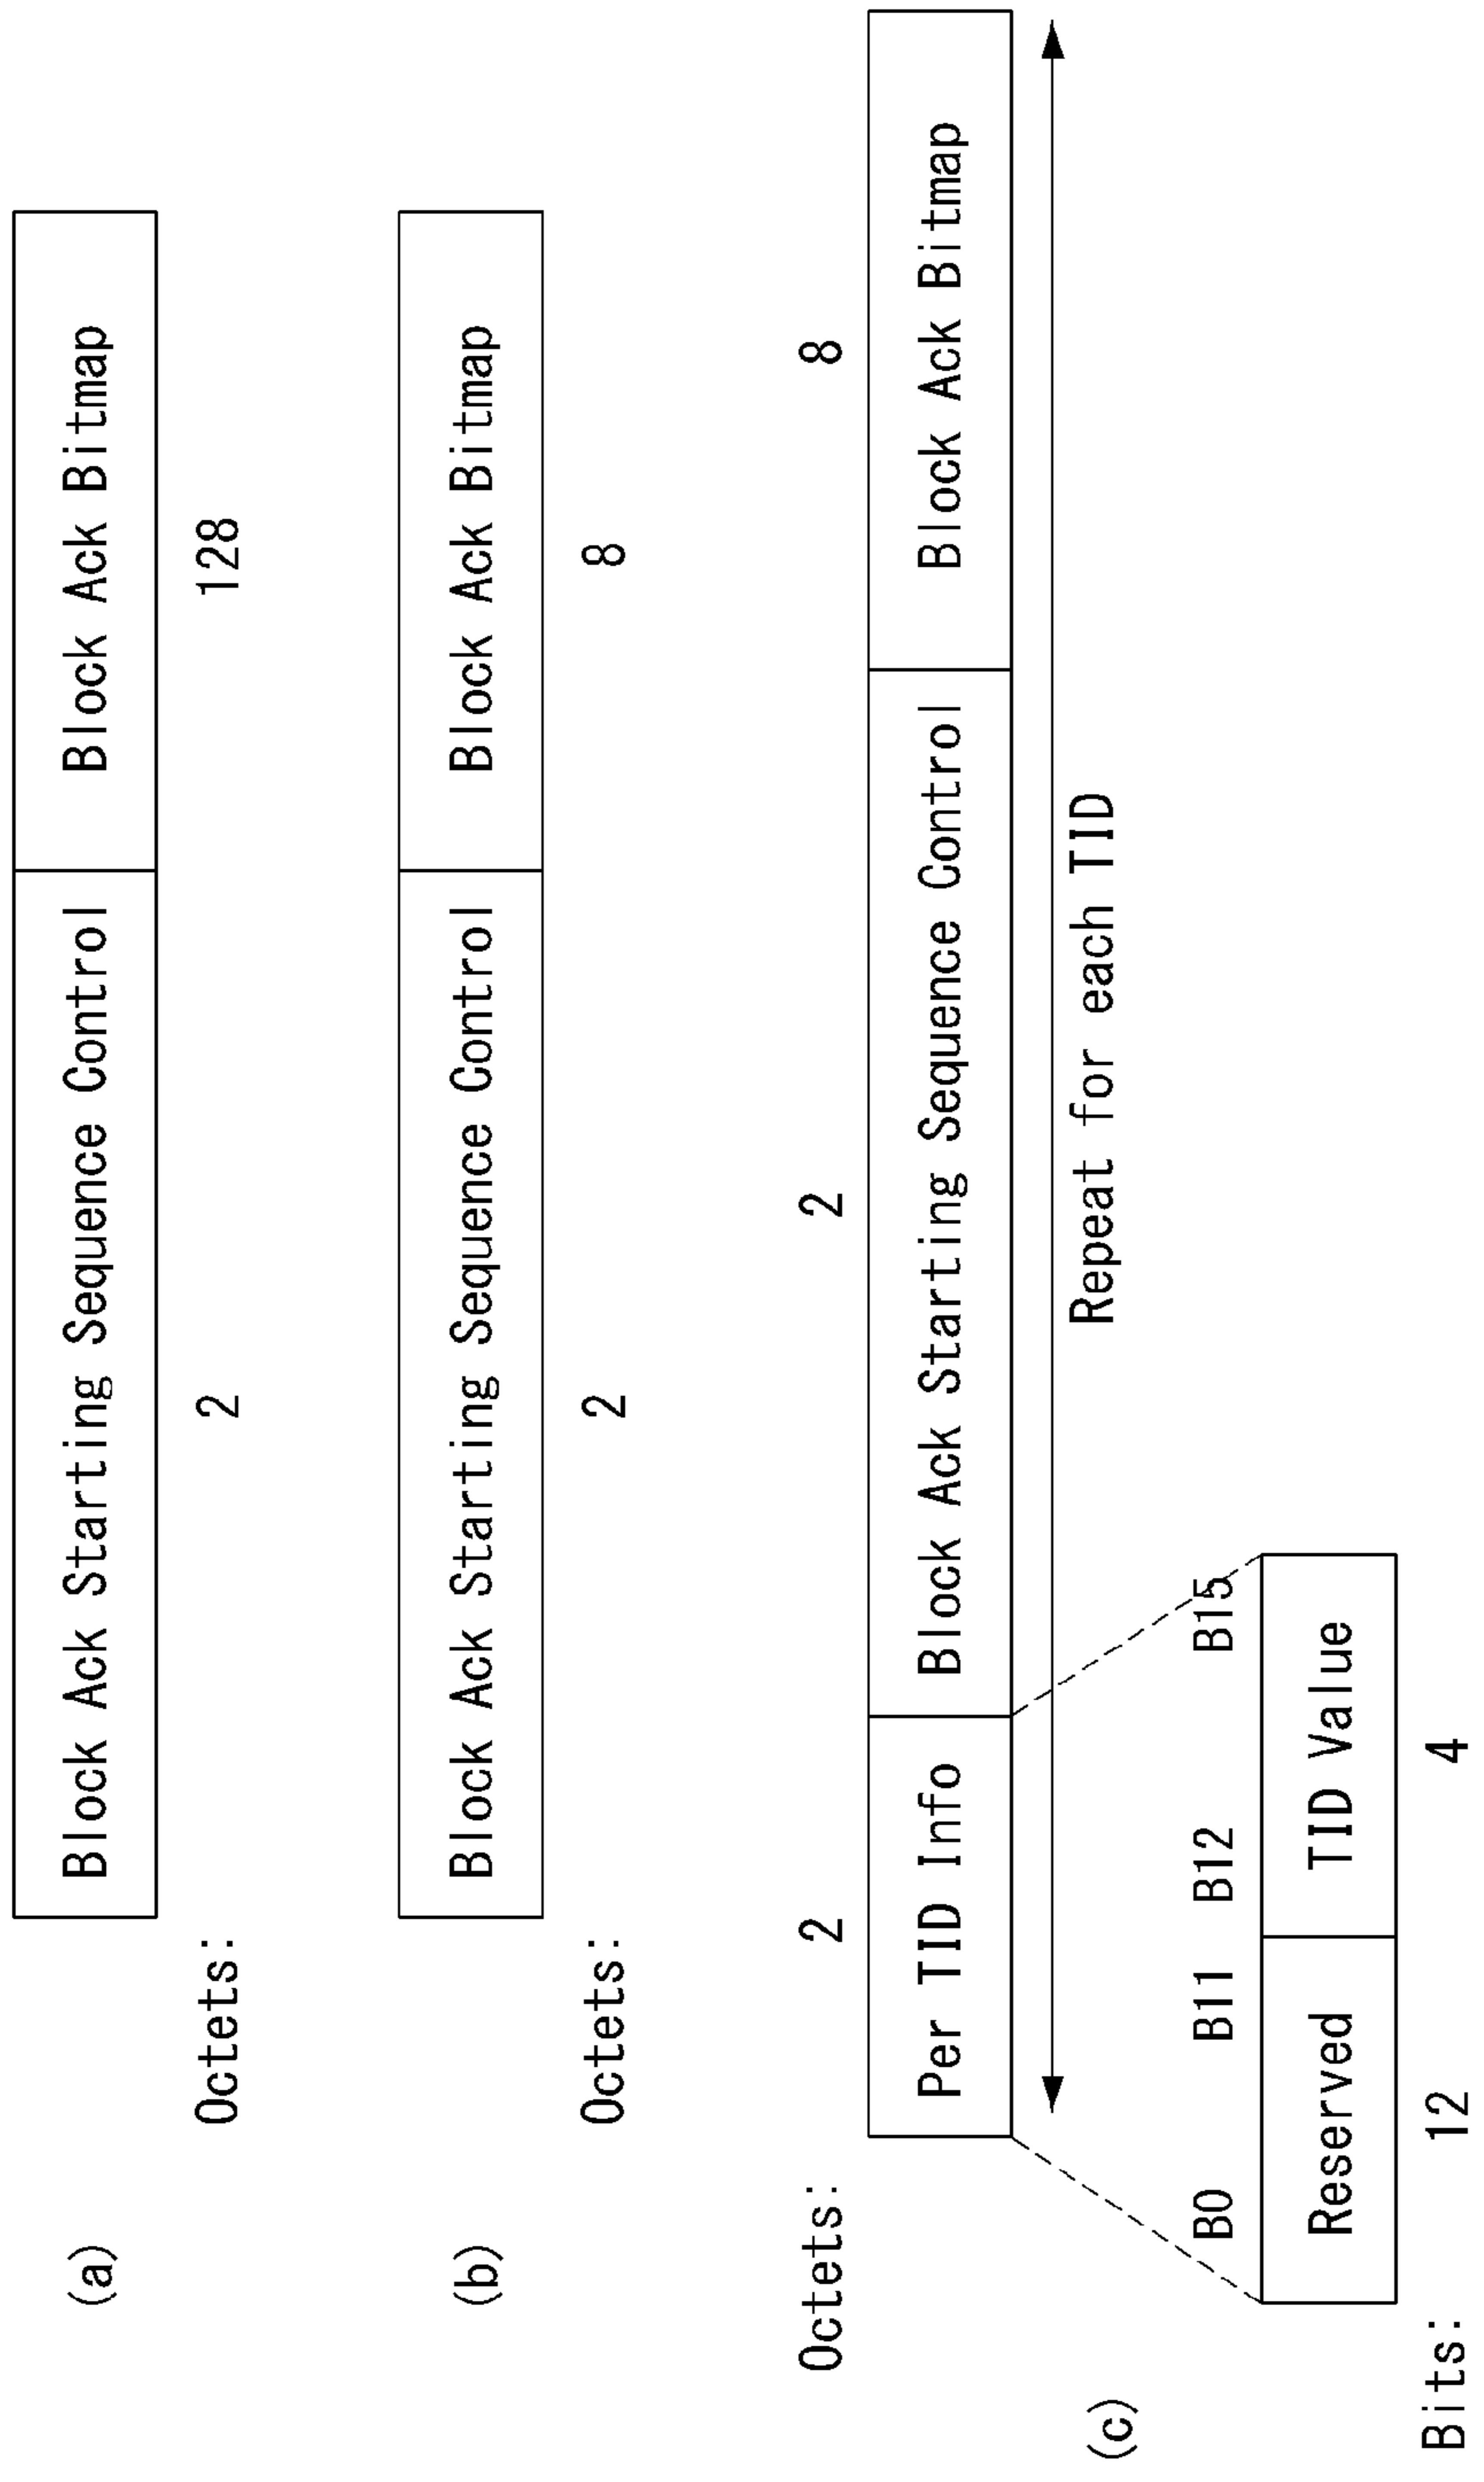 (a)
Block Ack Starting Sequence Control Block Ack Bitmap
Octets: 2 128
(b)
Block Ack Starting Sequence Control Block Ack Bitmap
Octets: 2 8
Octets: 2 2 8
Per TID Info Block Ack Starting Sequence Control Block Ack Bitmap
Repeat for each TID
(c)
B0 B11 B12 B15
Reserved TID Value
Bits: 12 4